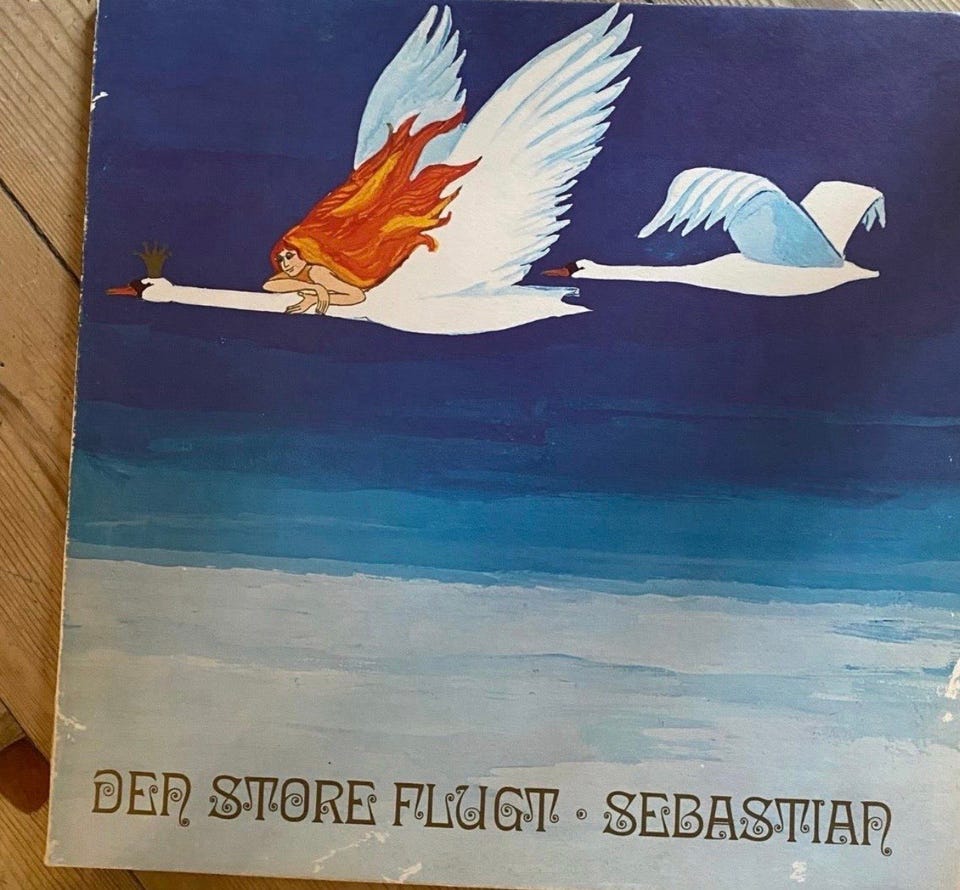 DEN STORE FLUGT · SEBASTIAN